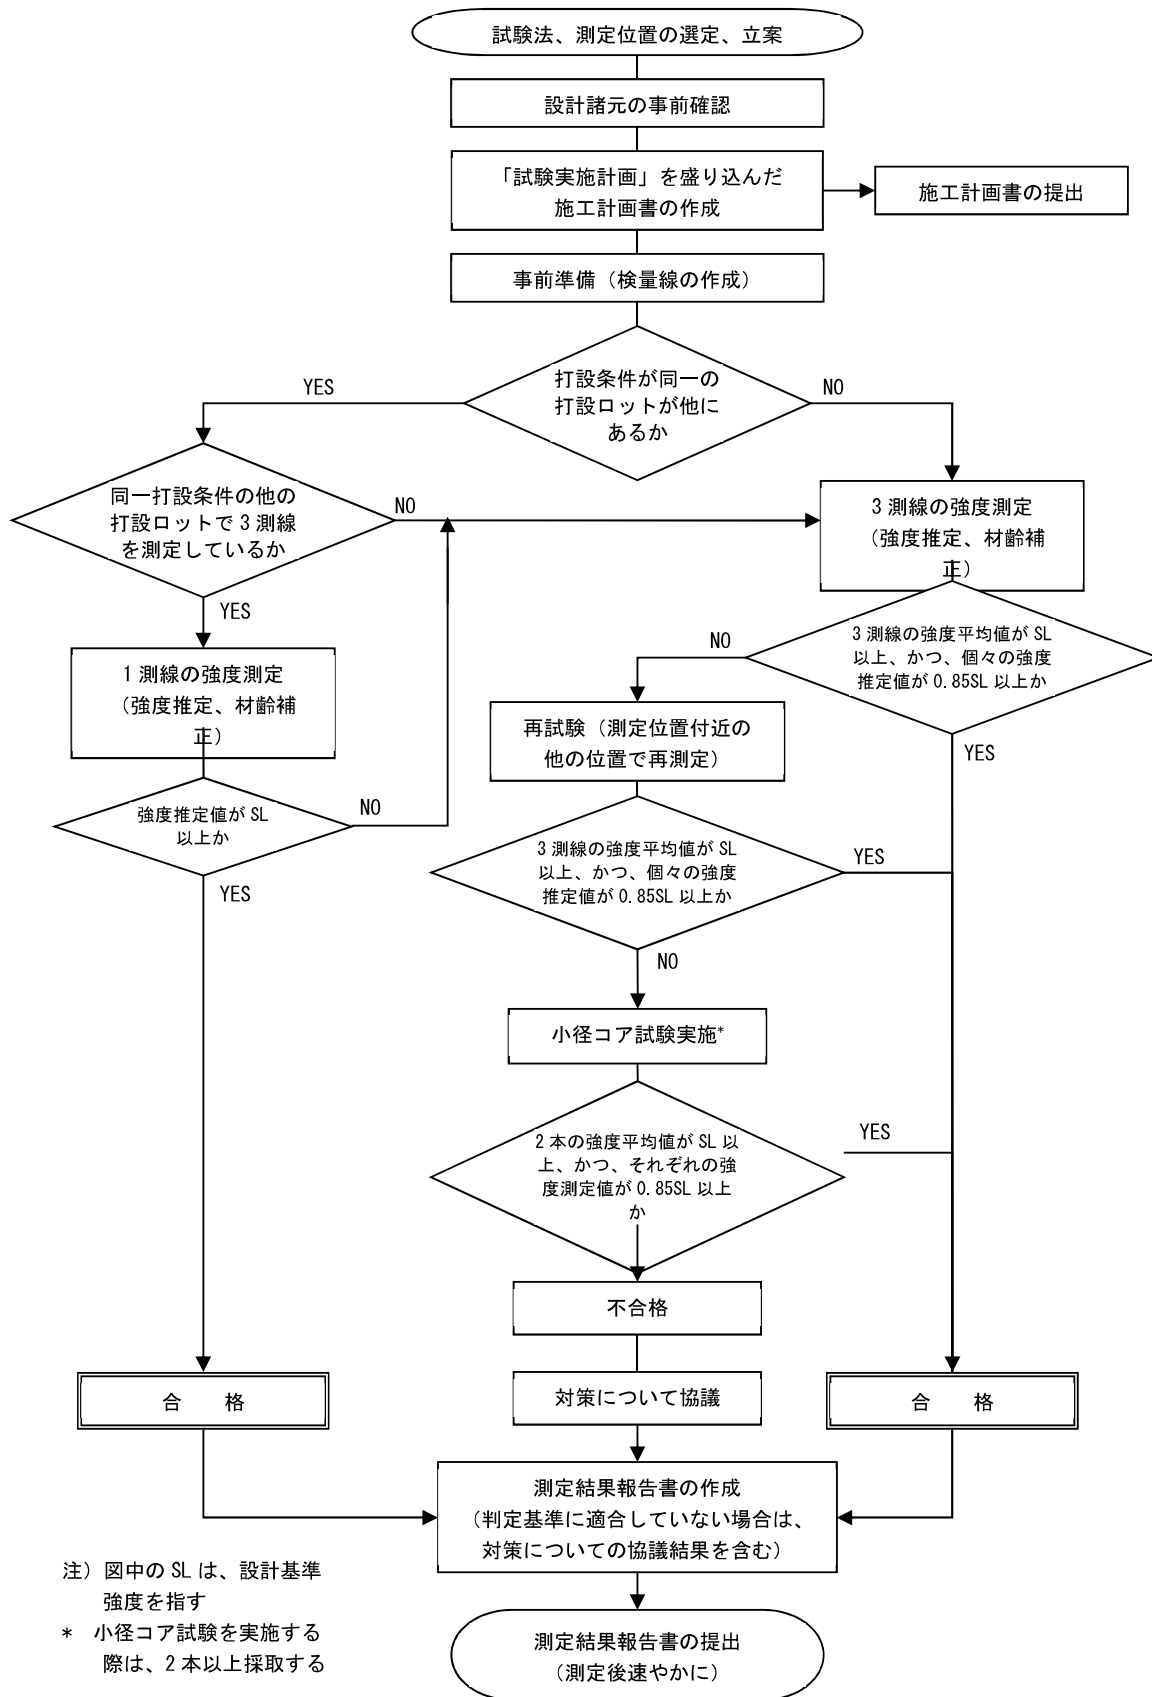 試験法、測定位置の選定、立案
設計諸元の事前確認
「試験実施計画」を盛り込んだ
施工計画書の作成
施工計画書の提出
事前準備（検量線の作成）
打設条件が同一の
打設ロットが他に
あるか
YES
NO
同一打設条件の他の
打設ロットで 3 測線
を測定しているか
NO
YES
3 測線の強度測定
（強度推定、材齢補
正）
1 測線の強度測定
（強度推定、材齢補
正）
3 測線の強度平均値が SL
以上、かつ、個々の強度
推定値が 0.85SL 以上か
NO
YES
再試験（測定位置付近の
他の位置で再測定）
強度推定値が SL
以上か
NO
YES
3 測線の強度平均値が SL
以上、かつ、個々の強度
推定値が 0.85SL 以上か
YES
NO
小径コア試験実施*
2 本の強度平均値が SL 以
上、かつ、それぞれの強
度測定値が 0.85SL 以上
か
YES
不合格
対策について協議
合　格
合　格
測定結果報告書の作成
（判定基準に適合していない場合は、
対策についての協議結果を含む）
測定結果報告書の提出
（測定後速やかに）
注）図中の SL は、設計基準
強度を指す
*　小径コア試験を実施する
際は、2 本以上採取する